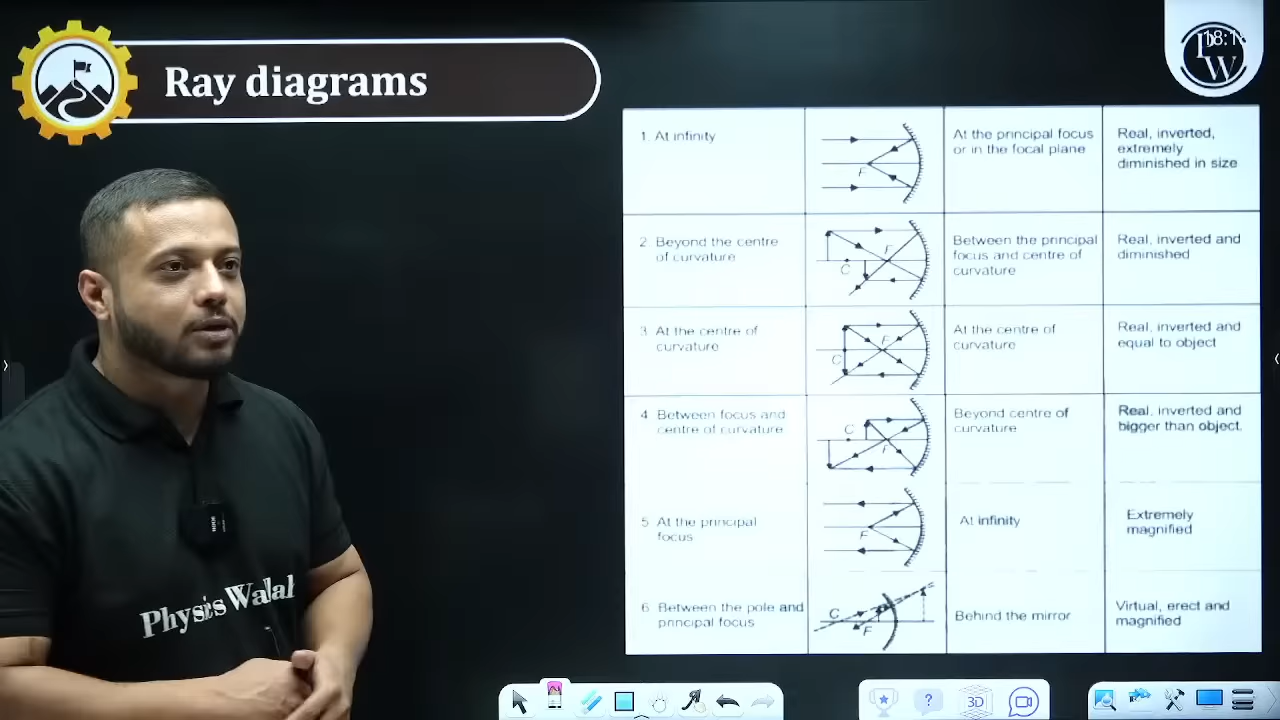 Ray diagrams
18:1
W
1. At infinity
F
At the principal focus
or in the focal plane
Real, inverted,
extremely
diminished in size
2. Beyond the centre
of curvature
F
C
Between the principal
focus and centre of
curvature
Real, inverted and
diminished
3. At the centre of
curvature
F
C
At the centre of
curvature
Real, inverted and
equal to object
4. Between focus and
centre of curvature
C
F
Beyond centre of
curvature
Real, inverted and
bigger than object.
5. At the principal
focus
F
At infinity
Extremely
magnified
6. Between the pole and
principal focus
C
F
Behind the mirror
Virtual, erect and
magnified
Physics Wallah
?
3D